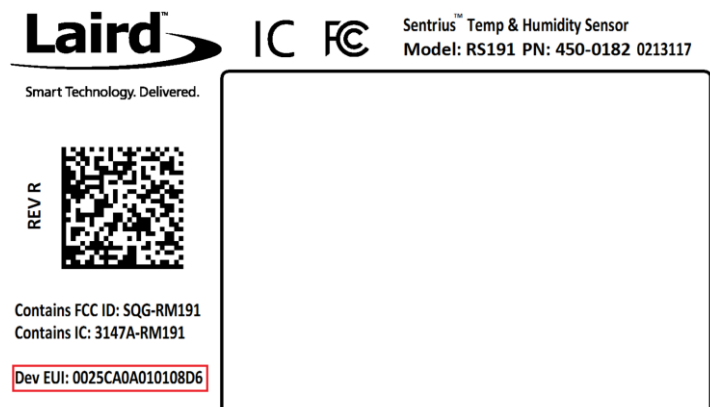 Laird™
Smart Technology. Delivered.
IC FC
Sentrius™ Temp & Humidity Sensor
Model: RS191 PN: 450-0182 0213117
REV R
Contains FCC ID: SQG-RM191
Contains IC: 3147A-RM191
Dev EUI: 0025CA0A010108D6